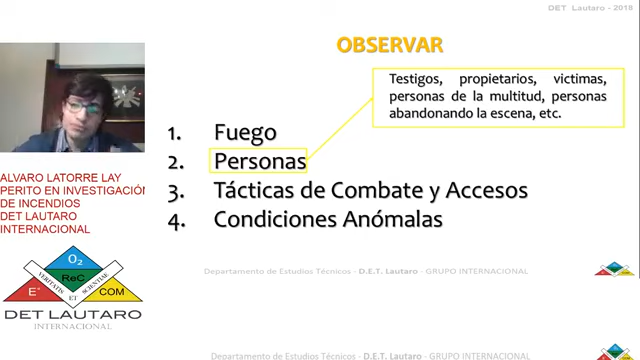 DET Lautaro - 2018
OBSERVAR
Testigos, propietarios, victimas,
personas de la multitud, personas
abandonando la escena, etc.
1. Fuego
2. Personas
3. Tácticas de Combate y Accesos
4. Condiciones Anómalas
ALVARO LATORRE LAY
PERITO EN INVESTIGACIÓN
DE INCENDIOS
DET LAUTARO
INTERNACIONAL
O₂
ReC
E°
COM
VERITATIS
ET
SCIENTIAE
DET LAUTARO
INTERNACIONAL
Departamento de Estudios Técnicos - D.E.T. Lautaro - GRUPO INTERNACIONAL
Departamento de Estudios Técnicos - D.E.T. Lautaro - GRUPO INTERNACIONAL